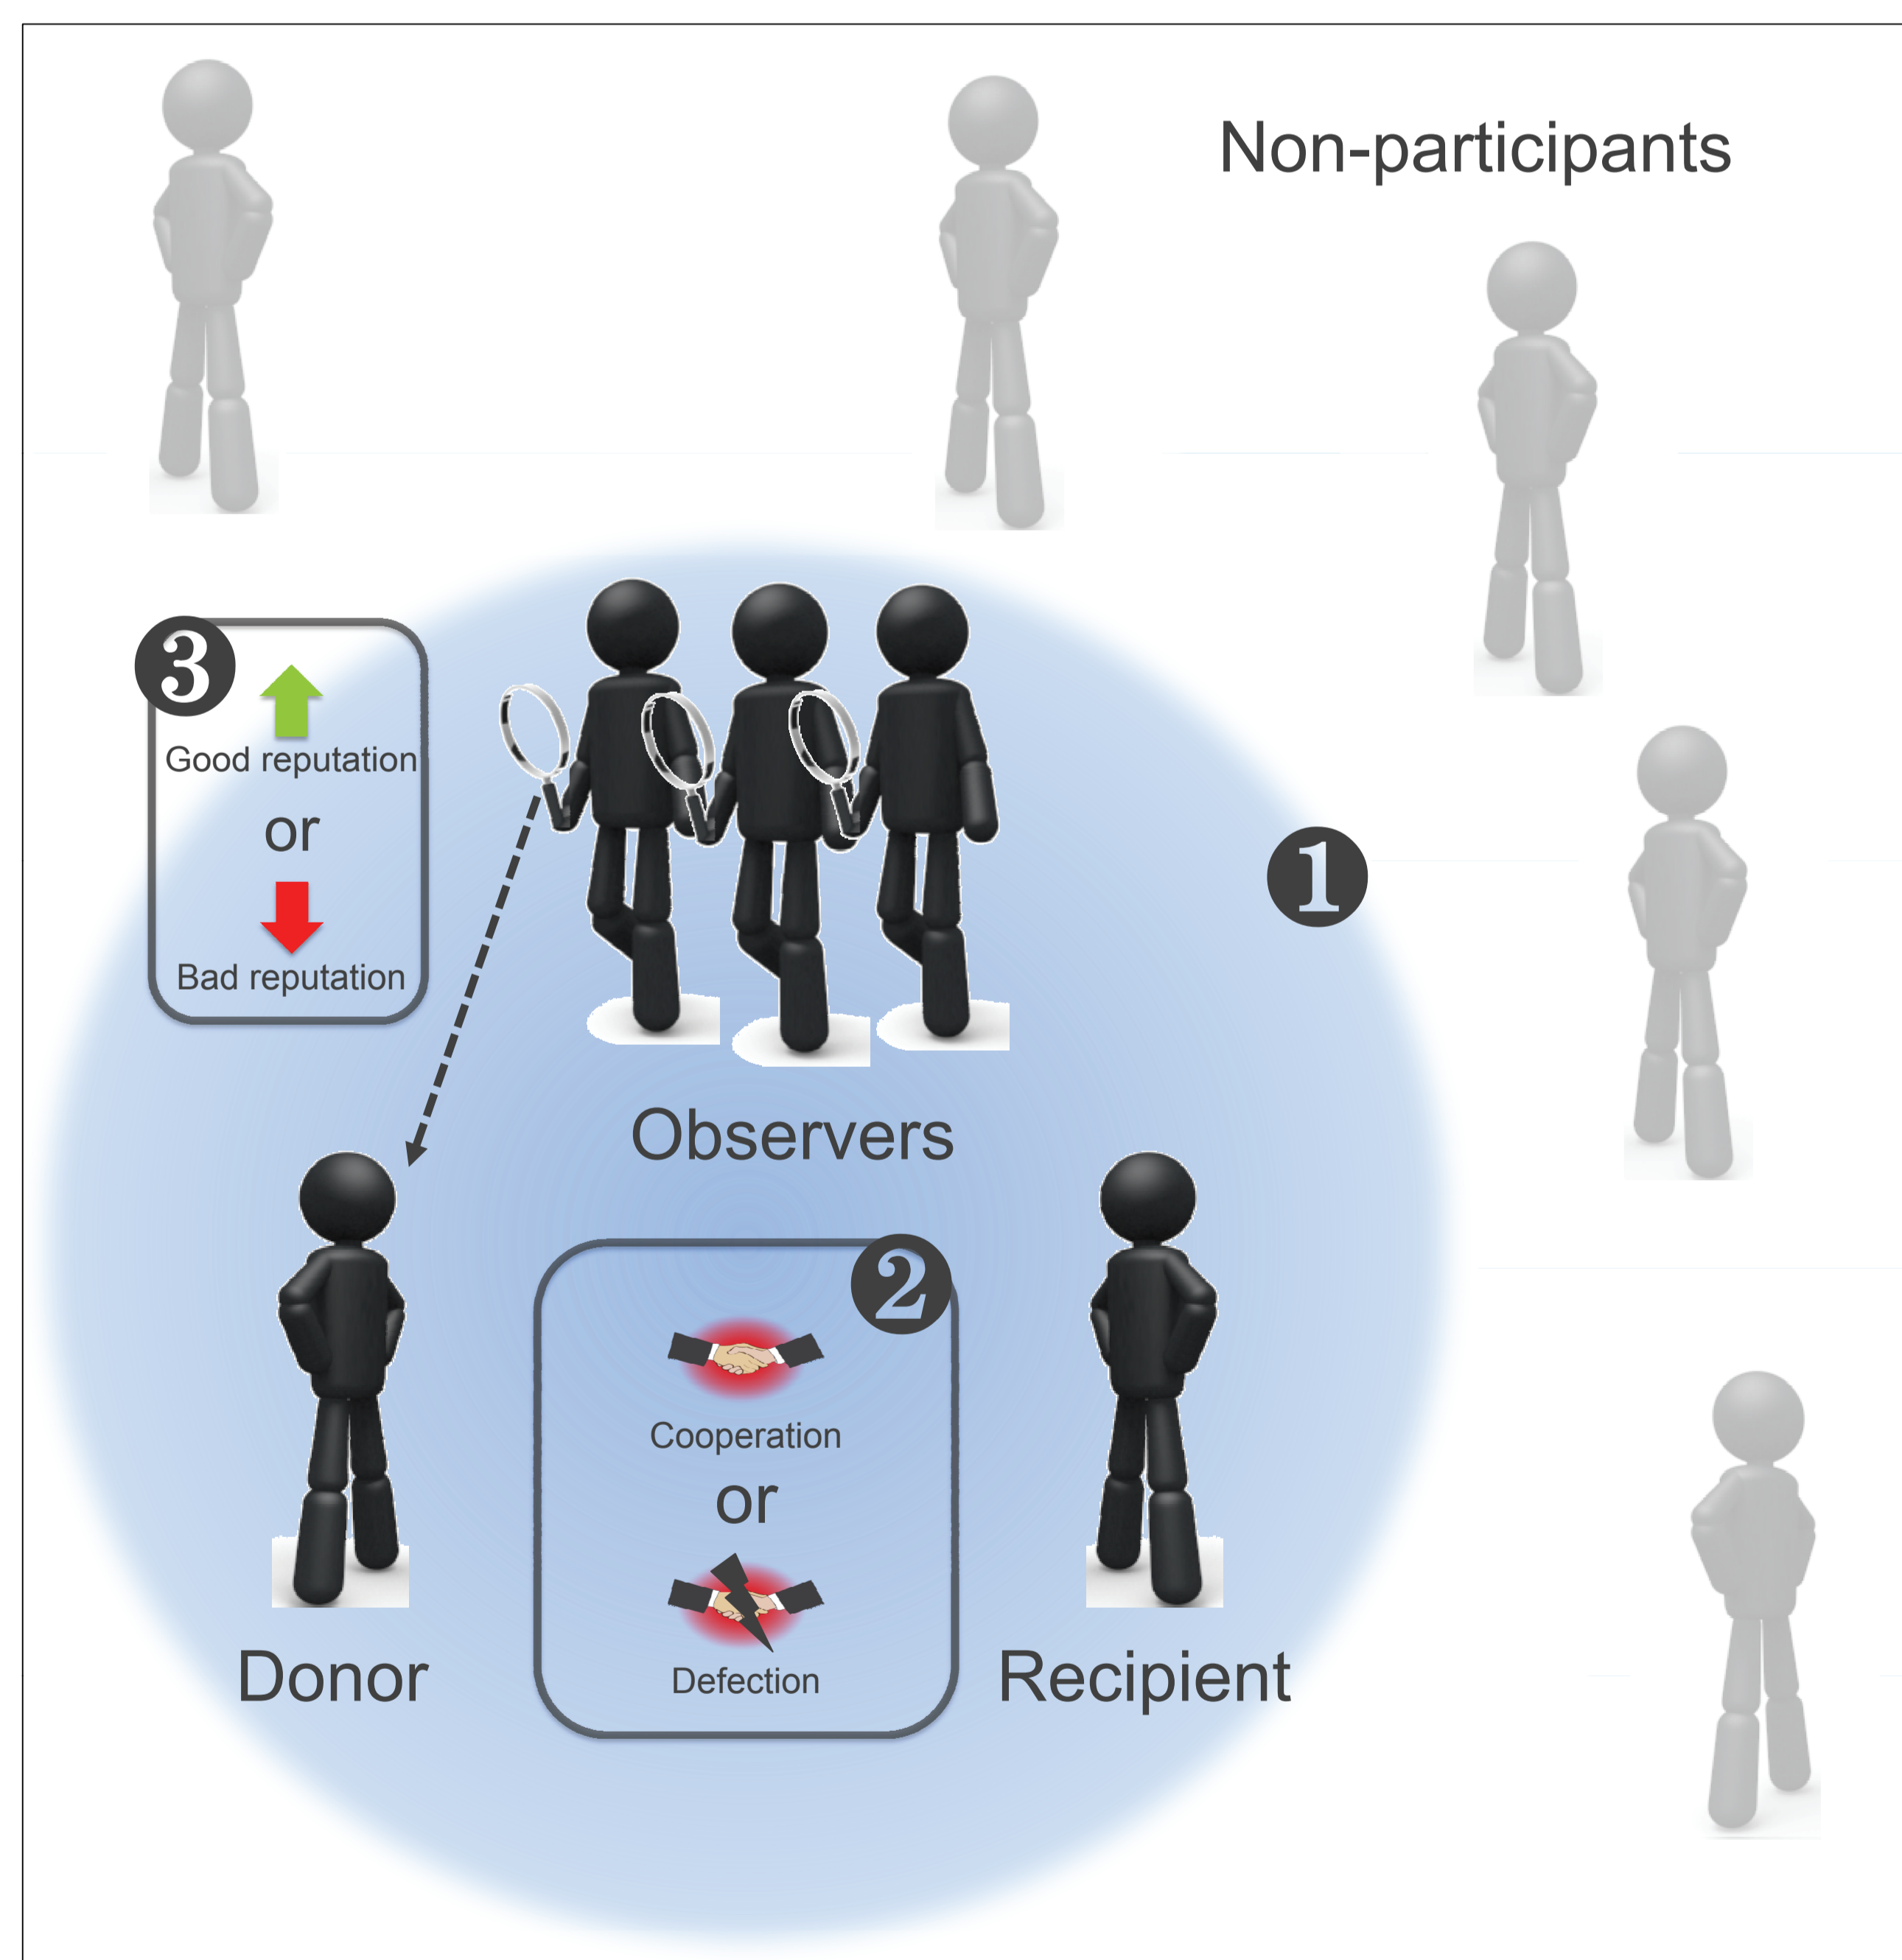 Non-participants
3
Good reputation
or
Bad reputation
1
Observers
2
Cooperation
or
Defection
Donor
Recipient